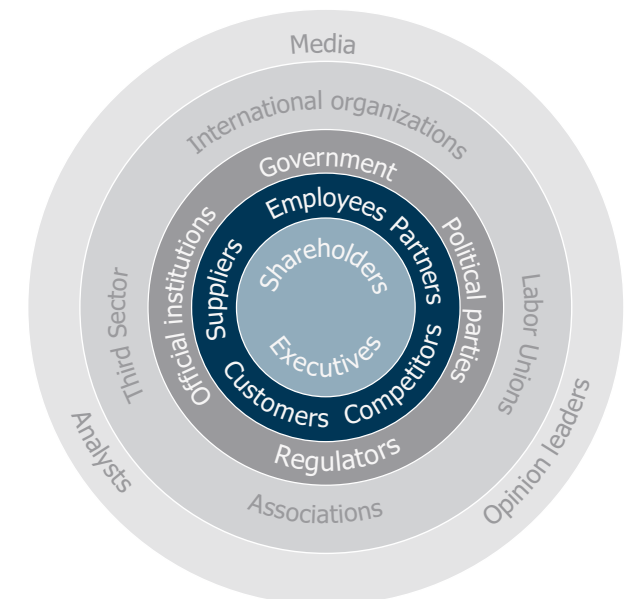 Media
International organizations
Government
Employees
Partners
Political parties
Shareholders
Official institutions
Suppliers
Third Sector
Labor Unions
Executives
Competitors
Customers
Analysts
Opinion leaders
Regulators
Associations